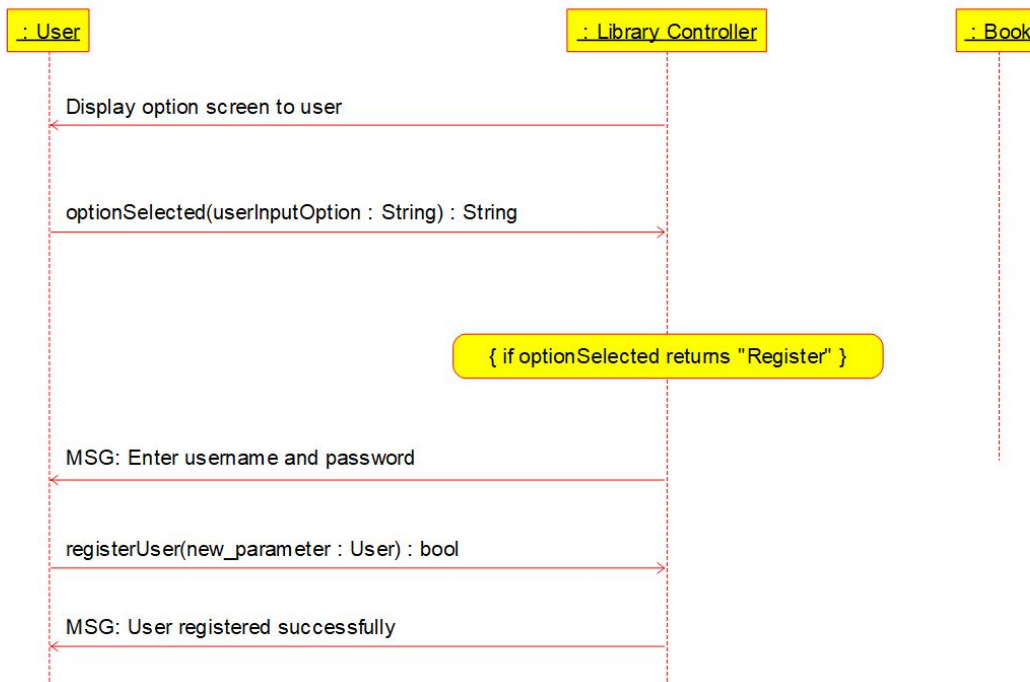 : User
: Library Controller
: Book
Display option screen to user
optionSelected(userInputOption : String) : String
{ if optionSelected returns "Register" }
MSG: Enter username and password
registerUser(new_parameter : User) : bool
MSG: User registered successfully